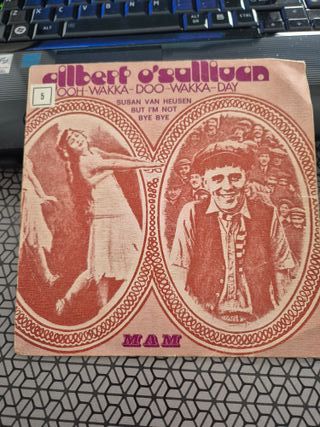 gilbert o'sullivan
OOH-WAKKA-DOO-WAKKA-DAY
5
SUSAN VAN HEUSEN
BUT I'M NOT
BYE BYE
MAM